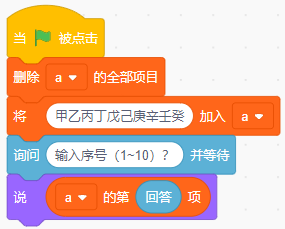 当 被点击
删除 a 的全部项目
将 甲乙丙丁戊己庚辛壬癸 加入 a
询问 输入序号（1~10）？ 并等待
说 a 的第 回答 项